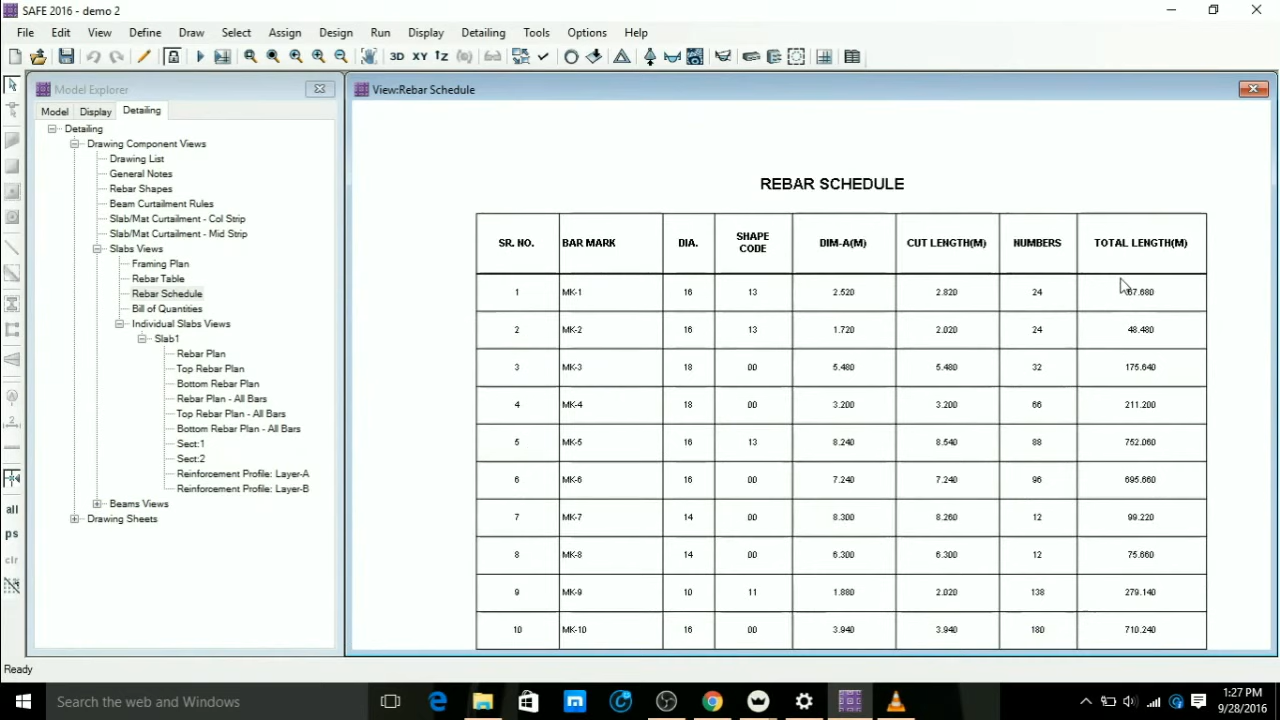 SAFE 2016 - demo 2
File Edit View Define Draw Select Assign Design Run Display Detailing Tools Options Help
3D XY
Model Explorer
Model Display Detailing
Detailing
Drawing Component Views
Drawing List
General Notes
Rebar Shapes
Beam Curtailment Rules
Slab/Mat Curtailment - Col Strip
Slab/Mat Curtailment - Mid Strip
Slabs Views
Framing Plan
Rebar Table
Rebar Schedule
Bill of Quantities
Individual Slabs Views
Slab1
Rebar Plan
Top Rebar Plan
Bottom Rebar Plan
Rebar Plan - All Bars
Top Rebar Plan - All Bars
Bottom Rebar Plan - All Bars
Sect:1
Sect:2
Reinforcement Profile: Layer-A
Reinforcement Profile: Layer-B
Beams Views
Drawing Sheets
all
ps
clr
View:Rebar Schedule
REBAR SCHEDULE
SR. NO. BAR MARK DIA. SHAPE CODE DIM-A(M) CUT LENGTH(M) NUMBERS TOTAL LENGTH(M)
1 MK-1 16 13 2.520 2.820 24 67.680
2 MK-2 16 13 1.720 2.020 24 48.480
3 MK-3 18 00 5.480 5.480 32 175.640
4 MK-4 18 00 3.200 3.200 66 211.200
5 MK-5 16 13 8.240 8.540 88 752.060
6 MK-6 16 00 7.240 7.240 96 695.660
7 MK-7 14 00 8.300 8.260 12 99.220
8 MK-8 14 00 6.300 6.300 12 75.660
9 MK-9 10 11 1.880 2.020 138 279.140
10 MK-10 16 00 3.940 3.940 180 710.240
Ready
Search the web and Windows
1:27 PM
9/28/2016